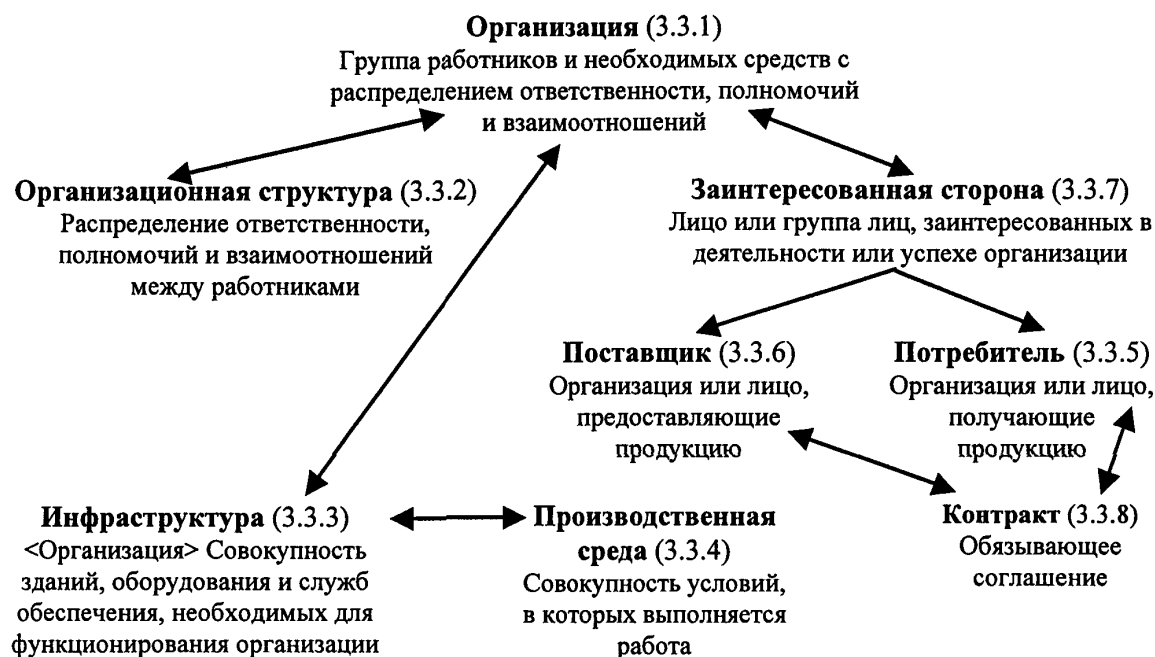 Организация (3.3.1)
Группа работников и необходимых средств с
распределением ответственности, полномочий
и взаимоотношений
Организационная структура (3.3.2)
Распределение ответственности,
полномочий и взаимоотношений
между работниками
Заинтересованная сторона (3.3.7)
Лицо или группа лиц, заинтересованных в
деятельности или успехе организации
Поставщик (3.3.6)
Организация или лицо,
предоставляющие
продукцию
Потребитель (3.3.5)
Организация или лицо,
получающие
продукцию
Инфраструктура (3.3.3)
<Организация> Совокупность
зданий, оборудования и служб
обеспечения, необходимых для
функционирования организации
Производственная
среда (3.3.4)
Совокупность условий,
в которых выполняется
работа
Контракт (3.3.8)
Обязывающее
соглашение